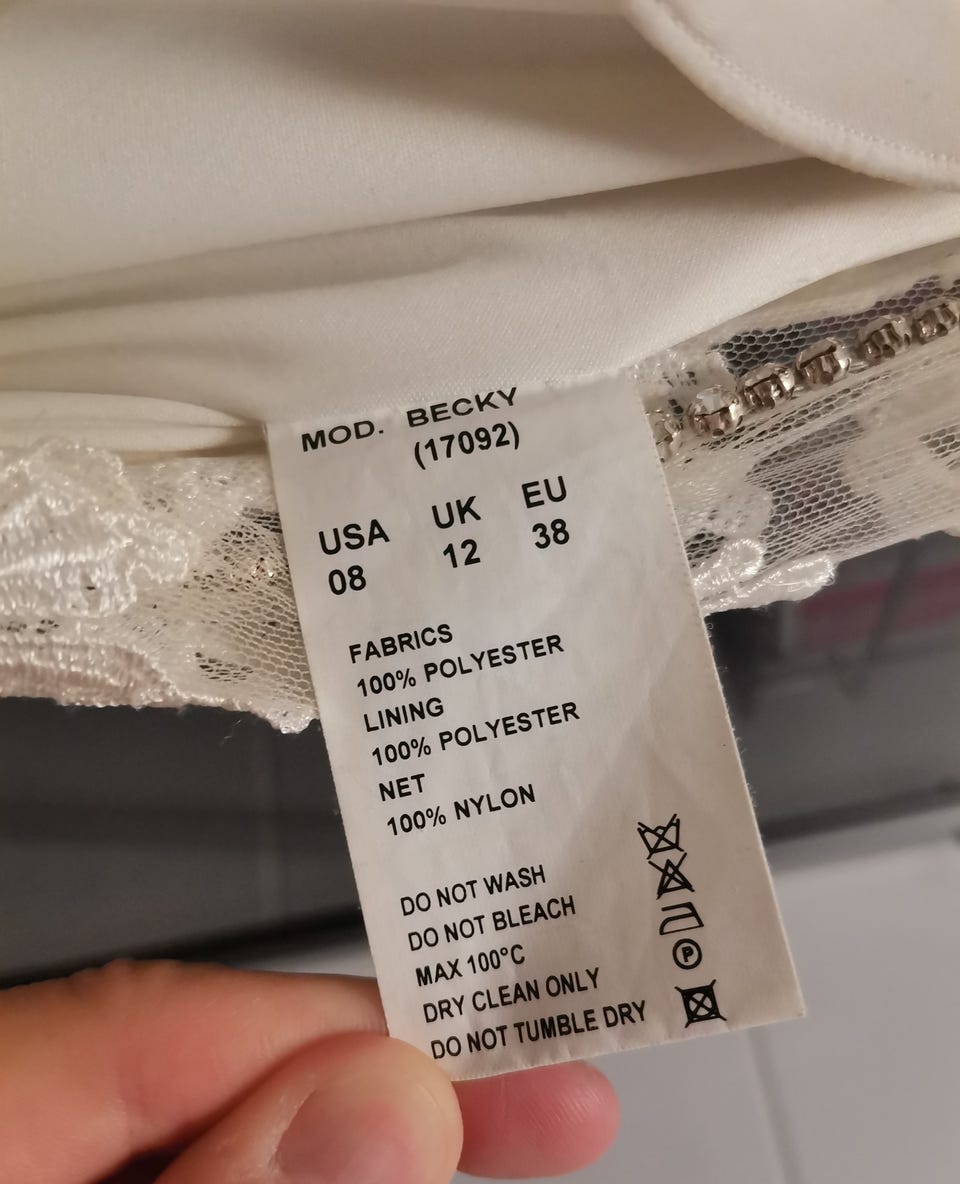 MOD. BECKY
(17092)
USA UK EU
08 12 38
FABRICS
100% POLYESTER
LINING
100% POLYESTER
NET
100% NYLON
DO NOT WASH
DO NOT BLEACH
MAX 100°C
DRY CLEAN ONLY
P
DO NOT TUMBLE DRY